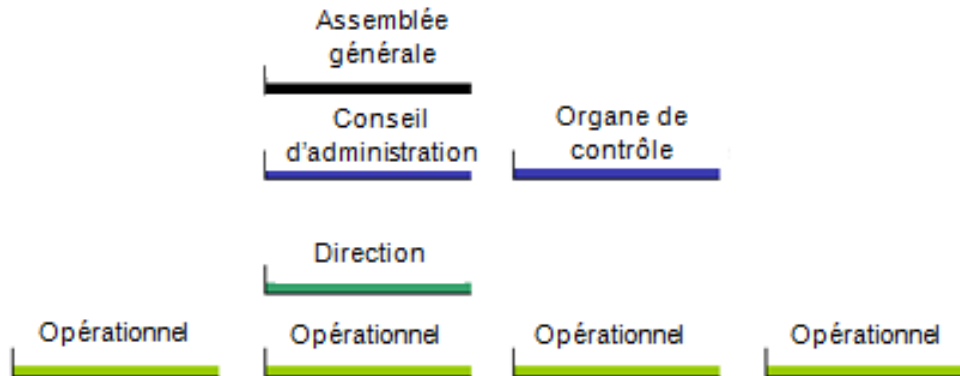 Assemblée
générale
Conseil
d'administration
Organe de
contrôle
Direction
Opérationnel
Opérationnel
Opérationnel
Opérationnel